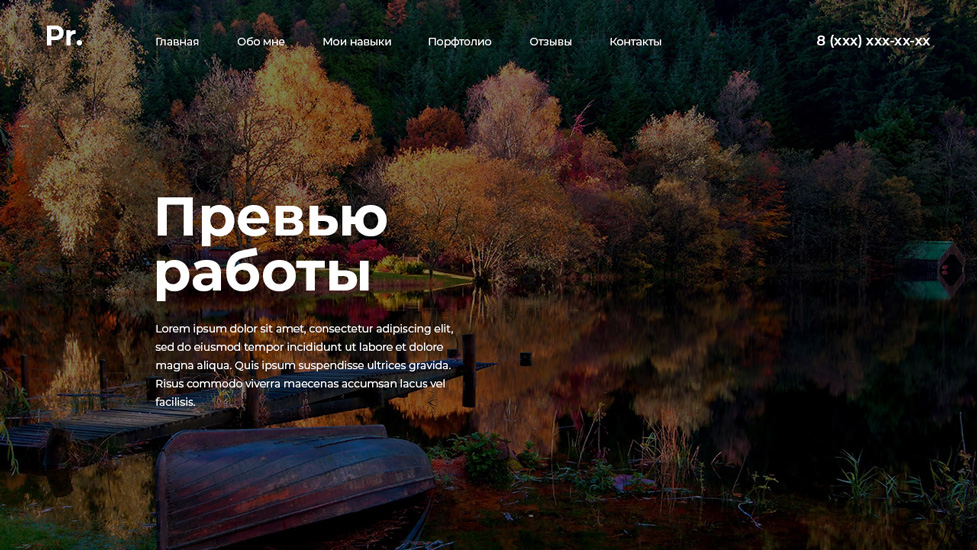 Pr.
Главная Обо мне Мои навыки Порфтолио Отзывы Контакты 8 (xxx) xxx-xx-xx
Превью
работы
Lorem ipsum dolor sit amet, consectetur adipiscing elit,
sed do eiusmod tempor incididunt ut labore et dolore
magna aliqua. Quis ipsum suspendisse ultrices gravida.
Risus commodo viverra maecenas accumsan lacus vel
facilisis.